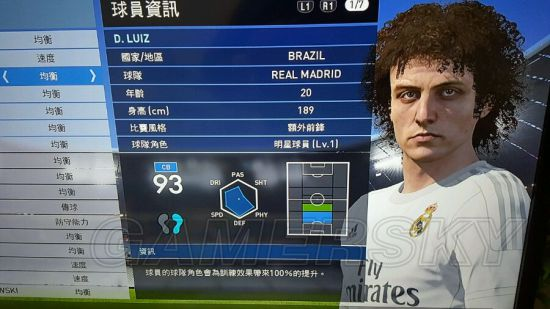 球員資訊 L1 R1 1/7
D. LUIZ
國家/地區 BRAZIL
球隊 REAL MADRID
年齡 20
身高(cm) 189
比賽風格 額外前鋒
球隊角色 明星球員 (Lv.1)
均衡
速度
均衡
均衡
均衡
均衡
均衡
均衡
傳球
防守能力
均衡
均衡
速度
速度
NSKI 均衡
CB
93
PAS
DRI SHT
SPD PHY
DEF
資訊
球員的球隊角色會為訓練效果帶來100%的提升。
Fly
mirates
GAMERSKY